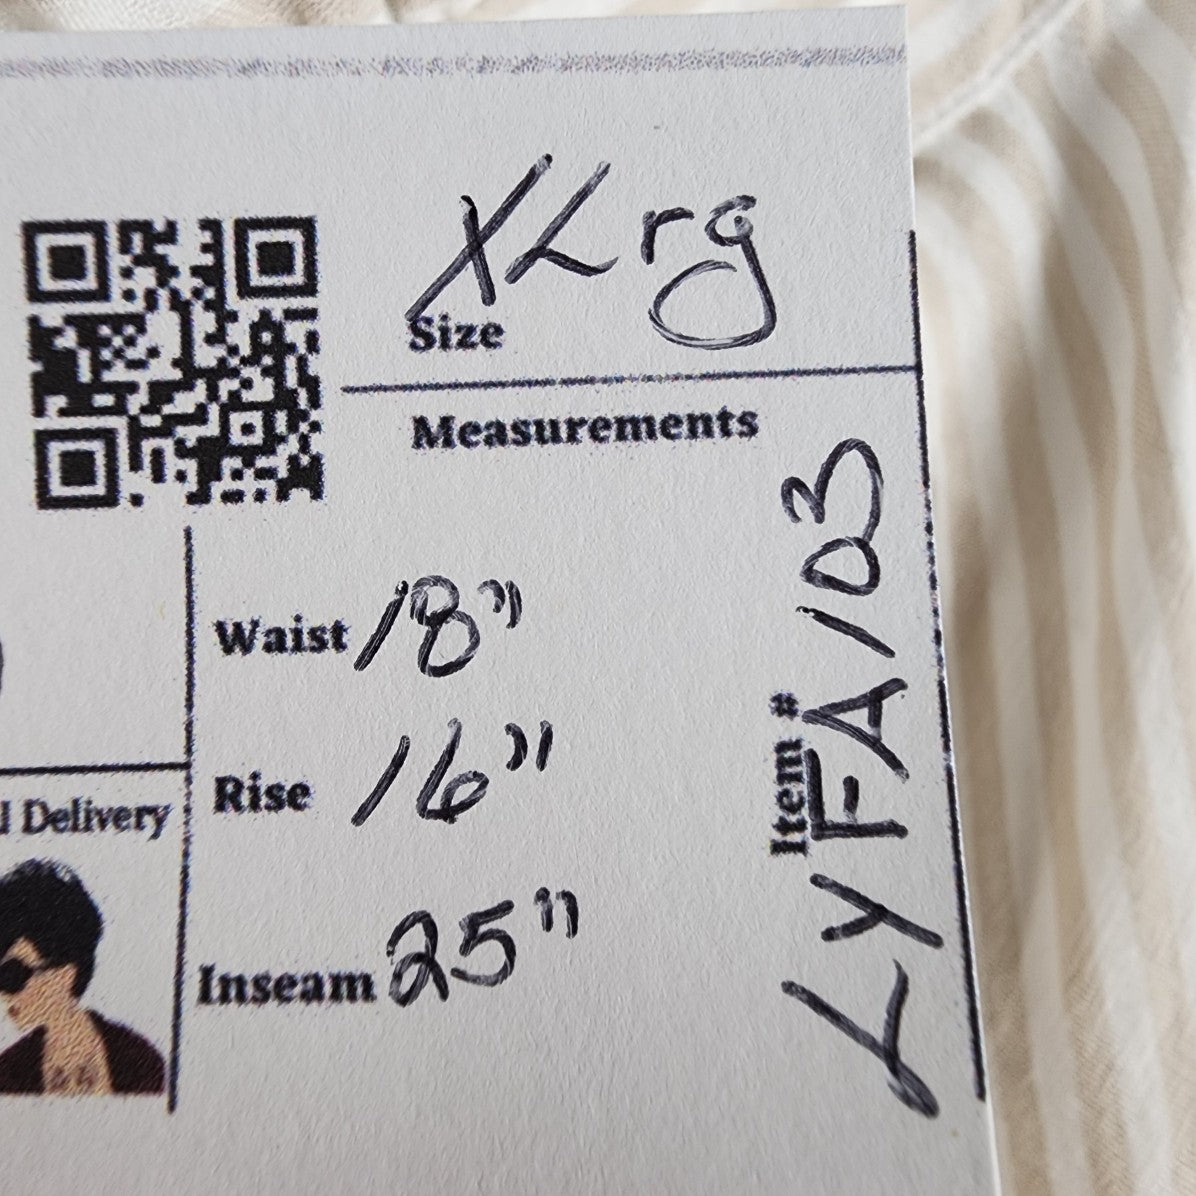 XLrg
Size
Measurements
Waist 18"
Rise 16"
Inseam 25"
Item # LYFA103
Delivery